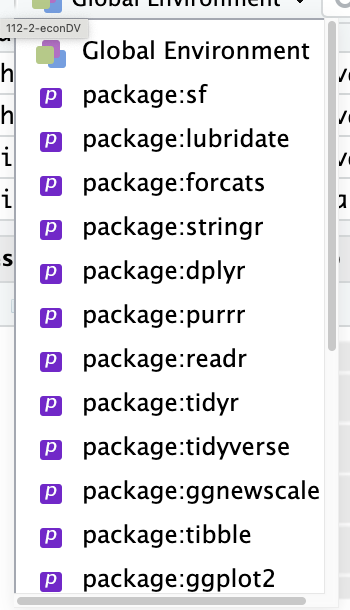 Global Environment
112-2-econDV
Global Environment
package:sf
package:lubridate
package:forcats
package:stringr
package:dplyr
package:purrr
package:readr
package:tidyr
package:tidyverse
package:ggnewscale
package:tibble
package:ggplot2